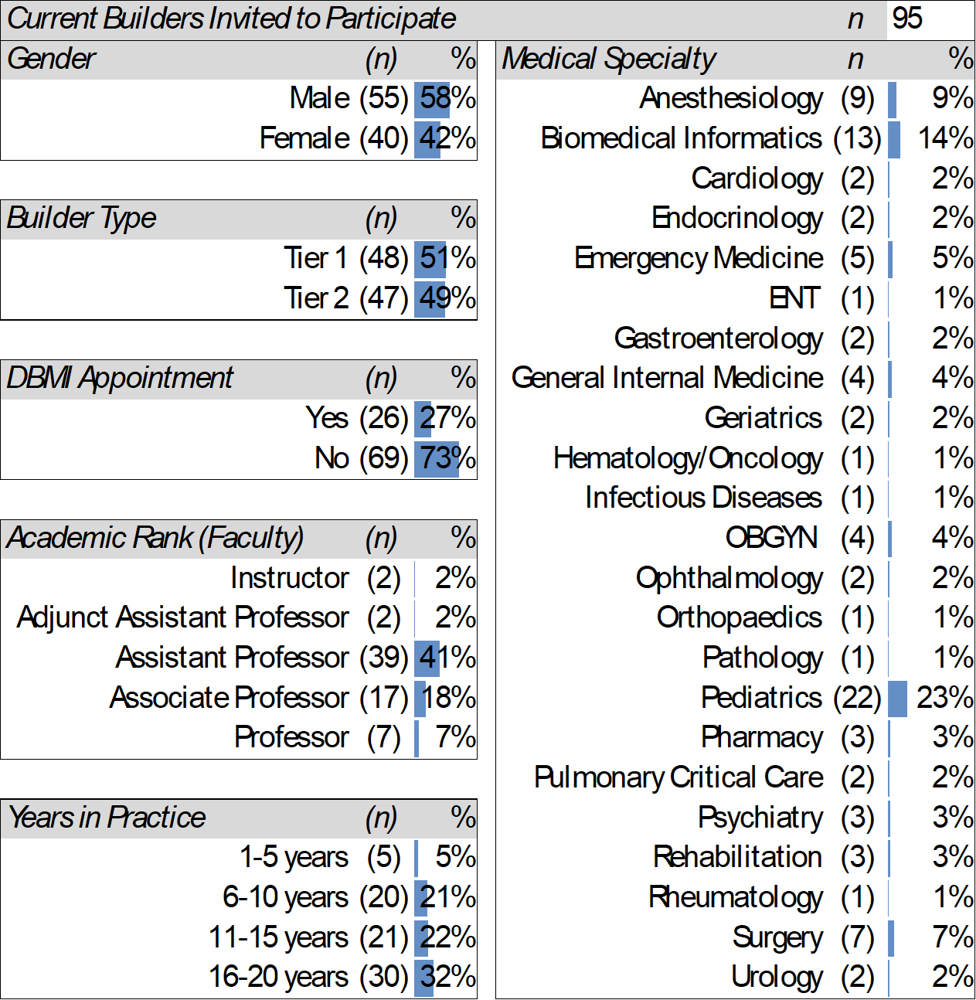 Current Builders Invited to Participate n 95
Gender (n) %
Male (55) 58%
Female (40) 42%
Builder Type (n) %
Tier 1 (48) 51%
Tier 2 (47) 49%
DBMI Appointment (n) %
Yes (26) 27%
No (69) 73%
Academic Rank (Faculty) (n) %
Instructor (2) 2%
Adjunct Assistant Professor (2) 2%
Assistant Professor (39) 41%
Associate Professor (17) 18%
Professor (7) 7%
Years in Practice (n) %
1-5 years (5) 5%
6-10 years (20) 21%
11-15 years (21) 22%
16-20 years (30) 32%
Medical Specialty n %
Anesthesiology (9) 9%
Biomedical Informatics (13) 14%
Cardiology (2) 2%
Endocrinology (2) 2%
Emergency Medicine (5) 5%
ENT (1) 1%
Gastroenterology (2) 2%
General Internal Medicine (4) 4%
Geriatrics (2) 2%
Hematology/Oncology (1) 1%
Infectious Diseases (1) 1%
OBGYN (4) 4%
Ophthalmology (2) 2%
Orthopaedics (1) 1%
Pathology (1) 1%
Pediatrics (22) 23%
Pharmacy (3) 3%
Pulmonary Critical Care (2) 2%
Psychiatry (3) 3%
Rehabilitation (3) 3%
Rheumatology (1) 1%
Surgery (7) 7%
Urology (2) 2%